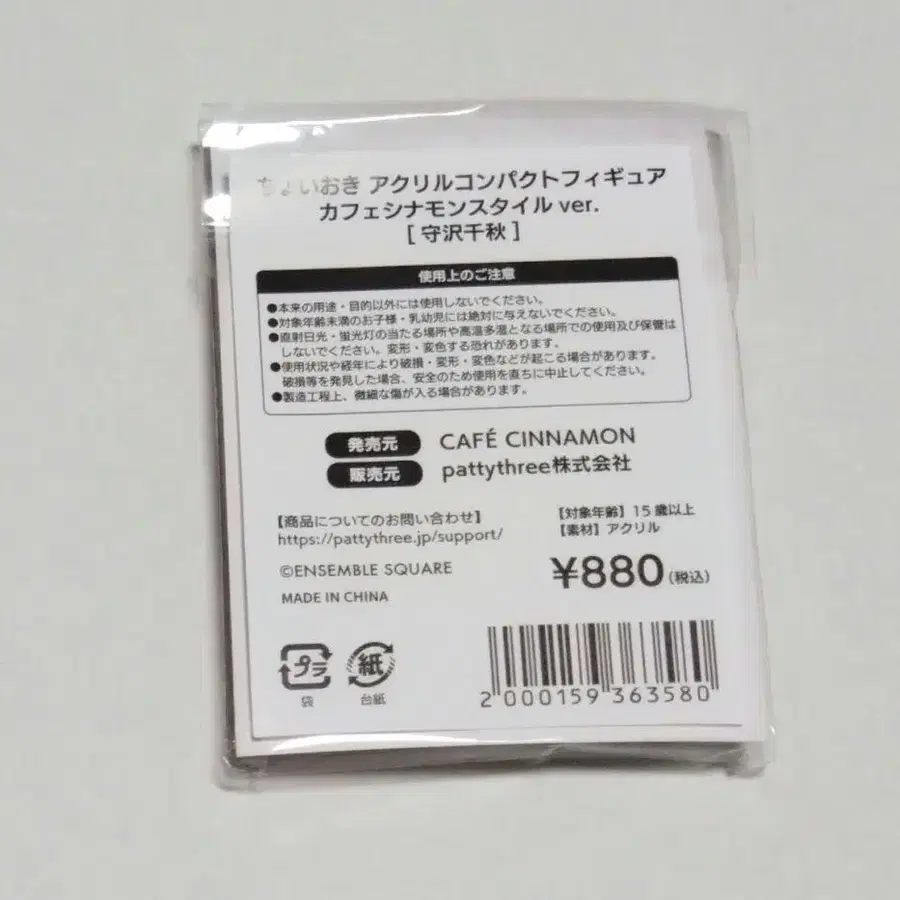 ちょいおき アクリルコンパクトフィギュア
カフェシナモンスタイル ver.
[ 守沢千秋 ]
使用上のご注意
●本来の用途・目的以外には使用しないでください。
●対象年齢未満のお子様・乳幼児には絶対に与えないでください。
●直射日光・蛍光灯の当たる場所や高温多湿となる場所での使用及び保管は
しないでください。変形・変色する恐れがあります。
●使用状況や経年により破損・変形・変色などが起こる場合があります。
破損等を発見した場合、安全のため使用を直ちに中止してください。
●製造工程上、微細な傷が入る場合があります。
発売元 CAFÉ CINNAMON
販売元 pattythree株式会社
【商品についてのお問い合わせ】
https://pattythree.jp/support/
【対象年齢】15歳以上
【素材】アクリル
©ENSEMBLE SQUARE
¥880(税込)
MADE IN CHINA
プラ 紙
袋 台紙
2 000159 363580